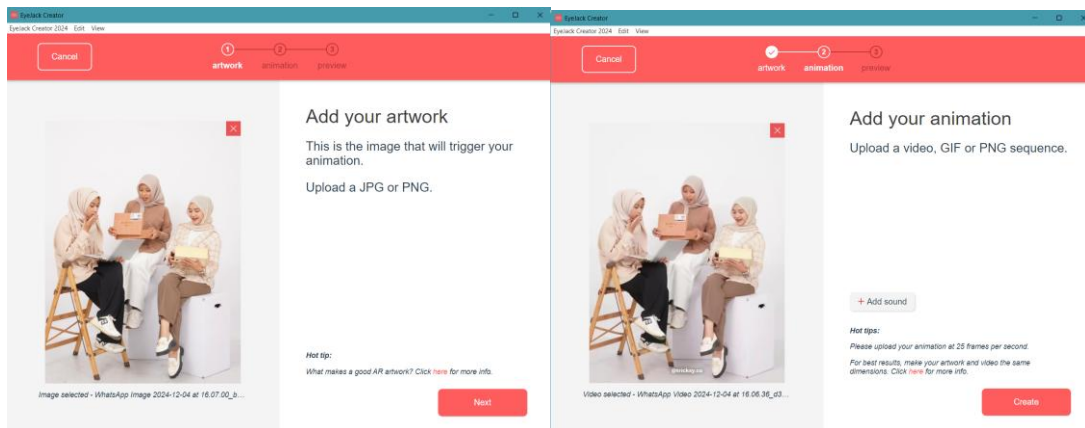 EyeJack Creator
EyeJack Creator 2024 Edit View
Cancel
1 2 3
artwork animation preview
Add your artwork
This is the image that will trigger your
animation.
Upload a JPG or PNG.
Hot tip:
What makes a good AR artwork? Click here for more info.
Image selected - WhatsApp Image 2024-12-04 at 16.07.00_b...
Next
EyeJack Creator
EyeJack Creator 2024 Edit View
Cancel
2 3
artwork animation preview
Add your animation
Upload a video, GIF or PNG sequence.
+ Add sound
Hot tips:
Please upload your animation at 25 frames per second.
For best results, make your artwork and video the same
dimensions. Click here for more info.
Video selected - WhatsApp Video 2024-12-04 at 16.06.36_d3...
Create